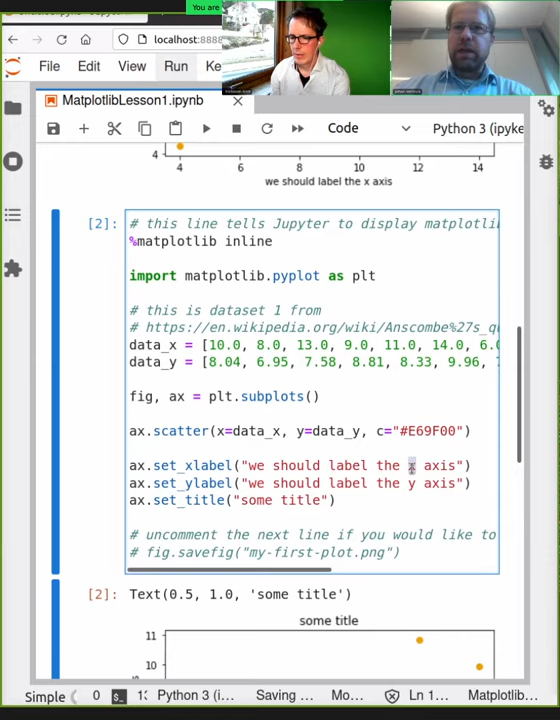 You are
localhost:8888
File Edit View Run Ke
MatplotlibLesson1.ipynb
Code Python 3 (ipyke
4
4 6 8 10 12 14
we should label the x axis
[2]: # this line tells Jupyter to display matplotli
%matplotlib inline
import matplotlib.pyplot as plt
# this is dataset 1 from
# https://en.wikipedia.org/wiki/Anscombe%27s_qu
data_x = [10.0, 8.0, 13.0, 9.0, 11.0, 14.0, 6.0
data_y = [8.04, 6.95, 7.58, 8.81, 8.33, 9.96, 7
fig, ax = plt.subplots()
ax.scatter(x=data_x, y=data_y, c="#E69F00")
ax.set_xlabel("we should label the x axis")
ax.set_ylabel("we should label the y axis")
ax.set_title("some title")
# uncomment the next line if you would like to
# fig.savefig("my-first-plot.png")
[2]: Text(0.5, 1.0, 'some title')
some title
11
10
Simple 0 Python 3 (i... Saving ... Mo... Ln 1... Matplotlib...